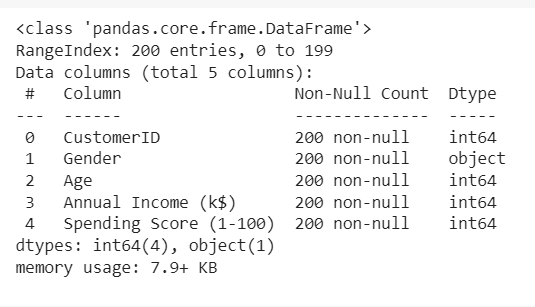 <class 'pandas.core.frame.DataFrame'>
RangeIndex: 200 entries, 0 to 199
Data columns (total 5 columns):
 #   Column                  Non-Null Count  Dtype
---  ------                  --------------  -----
 0   CustomerID              200 non-null    int64
 1   Gender                  200 non-null    object
 2   Age                     200 non-null    int64
 3   Annual Income (k$)      200 non-null    int64
 4   Spending Score (1-100)  200 non-null    int64
dtypes: int64(4), object(1)
memory usage: 7.9+ KB